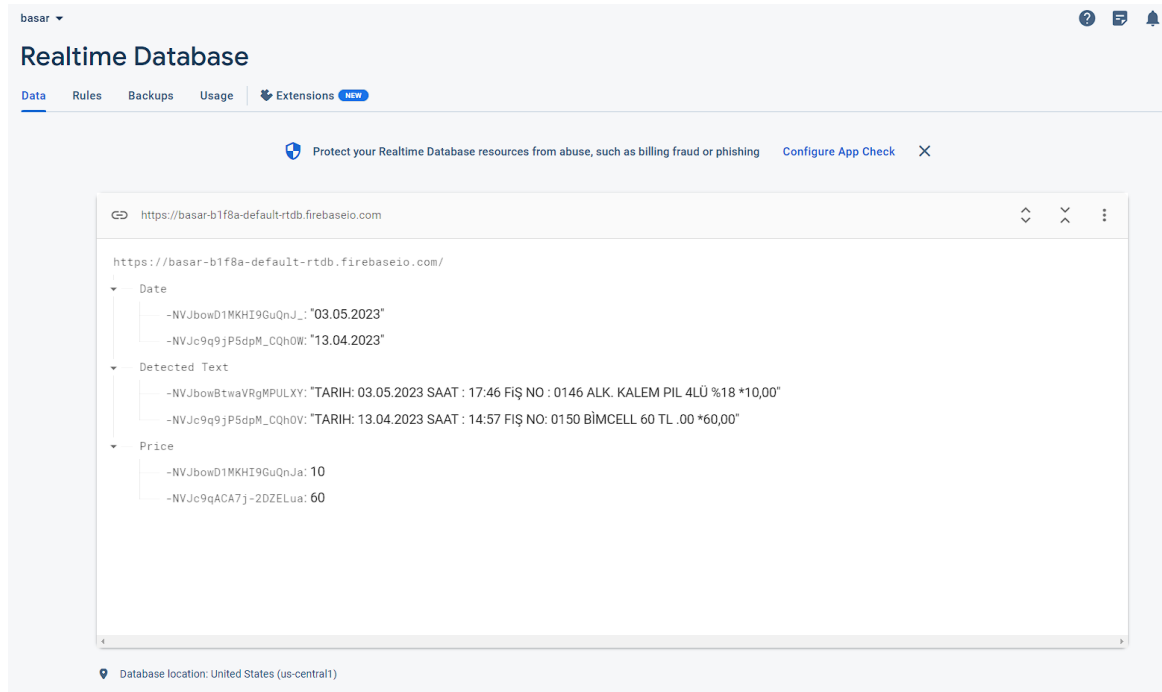 basar
Realtime Database
Data Rules Backups Usage Extensions NEW
Protect your Realtime Database resources from abuse, such as billing fraud or phishing Configure App Check
https://basar-b1f8a-default-rtdb.firebaseio.com
https://basar-b1f8a-default-rtdb.firebaseio.com/
Date
-NVJbowD1MKHI9GuQnJ_: "03.05.2023"
-NVJc9q9jP5dpM_CQhOW: "13.04.2023"
Detected Text
-NVJbowBtwaVRgMPULXY: "TARIH: 03.05.2023 SAAT : 17:46 FiŞ NO : 0146 ALK. KALEM PIL 4LÜ %18 *10,00"
-NVJc9q9jP5dpM_CQhOV: "TARIH: 13.04.2023 SAAT : 14:57 FIŞ NO: 0150 BÌMCELL 60 TL .00 *60,00"
Price
-NVJbowD1MKHI9GuQnJa: 10
-NVJc9qACA7j-2DZELua: 60
Database location: United States (us-central1)